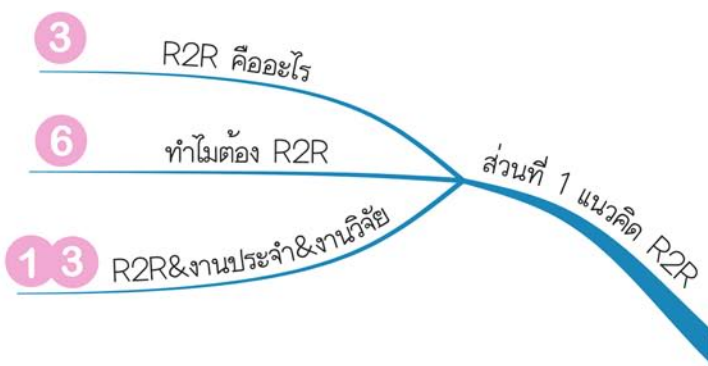 3
R2R คืออะไร
6
ทำไมต้อง R2R
13
R2R&งานประจำ&งานวิจัย
ส่วนที่ 1 แนวคิด R2R